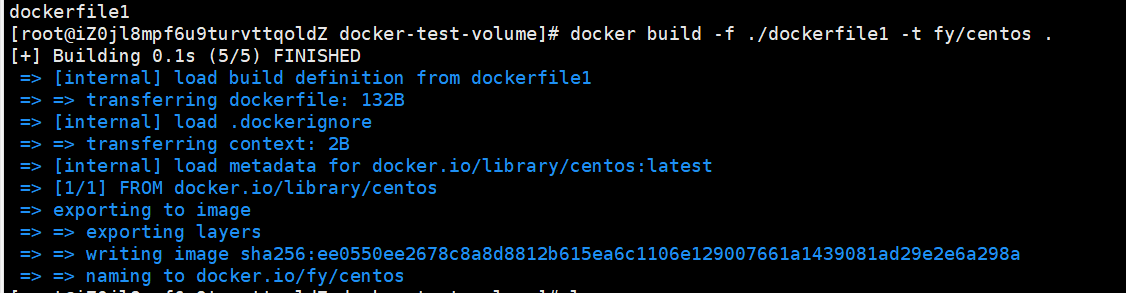 dockerfile1
[root@iZ0jl8mpf6u9turvttqoldZ docker-test-volume]# docker build -f ./dockerfile1 -t fy/centos .
[+] Building 0.1s (5/5) FINISHED
=> [internal] load build definition from dockerfile1
=> => transferring dockerfile: 132B
=> [internal] load .dockerignore
=> => transferring context: 2B
=> [internal] load metadata for docker.io/library/centos:latest
=> [1/1] FROM docker.io/library/centos
=> exporting to image
=> => exporting layers
=> => writing image sha256:ee0550ee2678c8a8d8812b615ea6c1106e129007661a1439081ad29e2e6a298a
=> => naming to docker.io/fy/centos